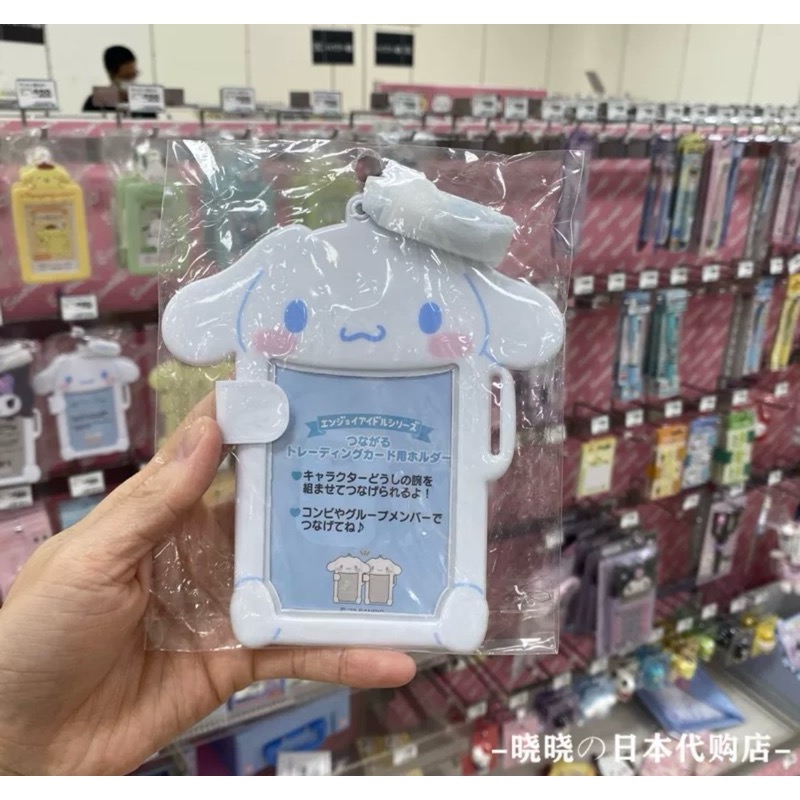 エンジョイアイドルシリーズ
つながる
トレーディングカード用ホルダー
キャラクターどうしの腕を
組ませてつなげられるよ！
コンビやグループメンバーで
つなげてね♪
–晓晓の日本代购店–